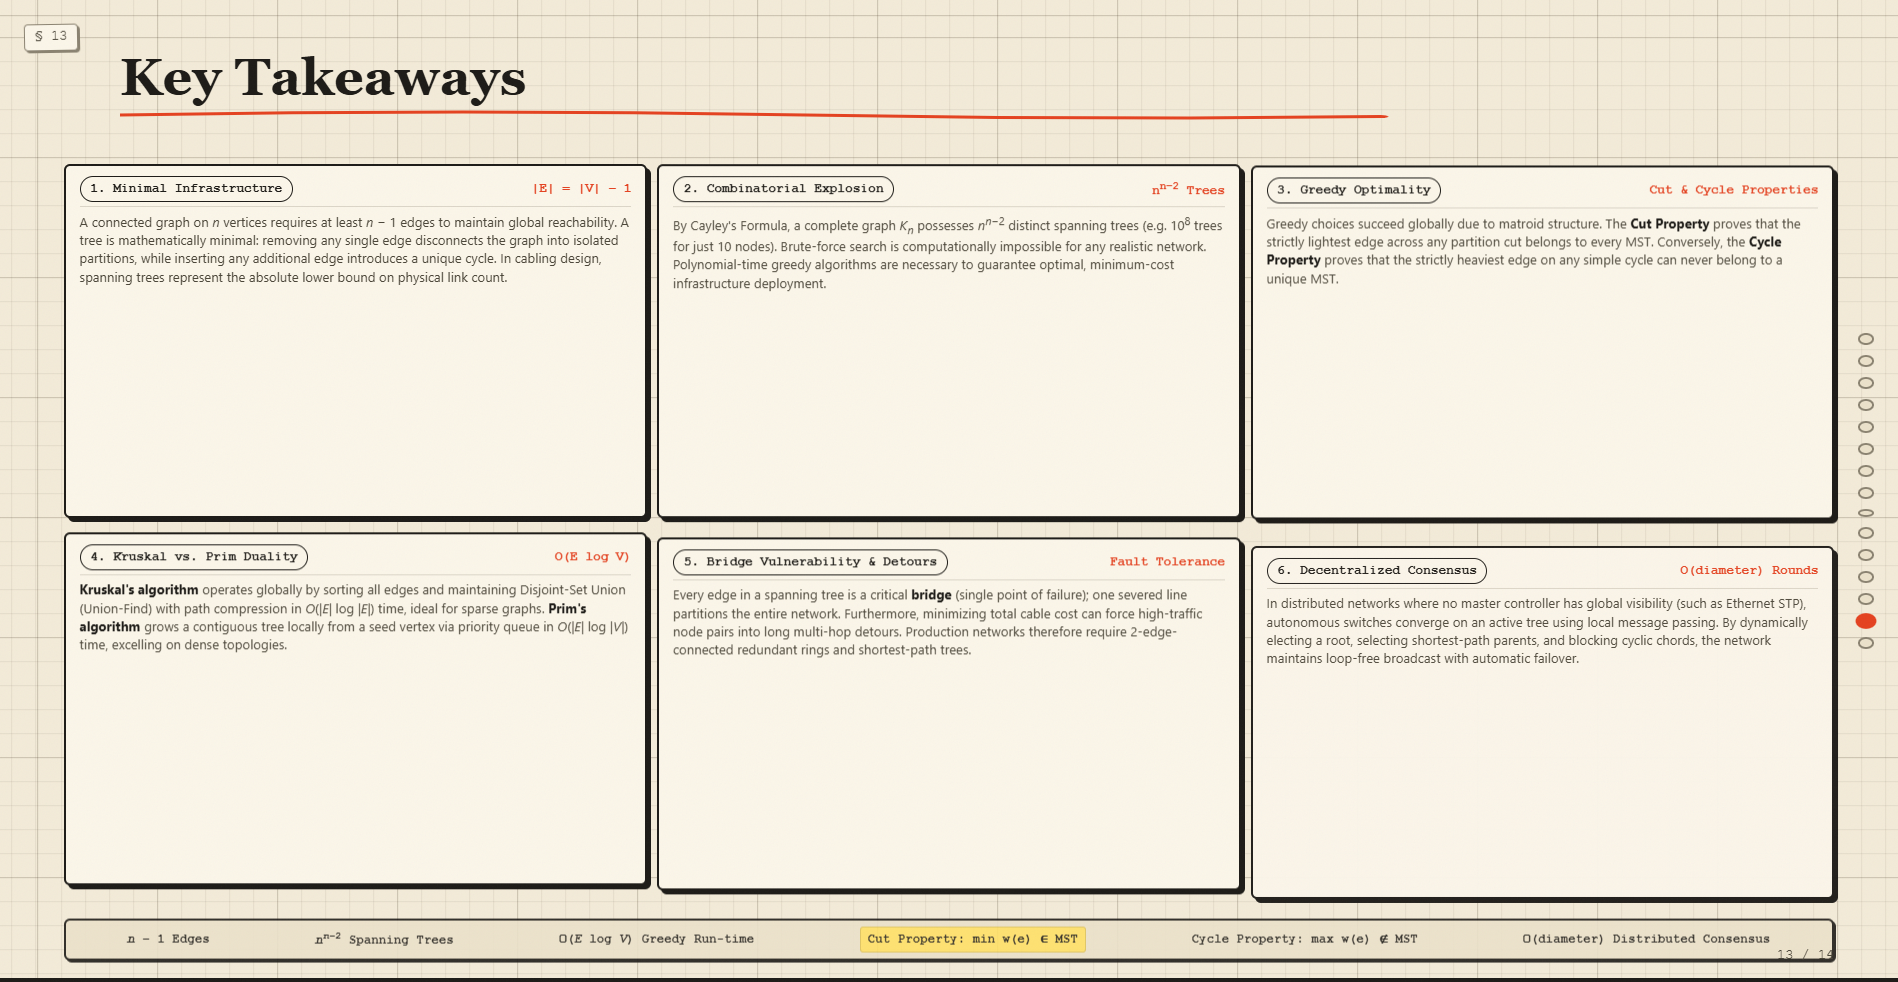 § 13
Key Takeaways
1. Minimal Infrastructure
|E| = |V| − 1
A connected graph on n vertices requires at least n − 1 edges to maintain global reachability. A
tree is mathematically minimal: removing any single edge disconnects the graph into isolated
partitions, while inserting any additional edge introduces a unique cycle. In cabling design,
spanning trees represent the absolute lower bound on physical link count.
2. Combinatorial Explosion
nⁿ⁻² Trees
By Cayley's Formula, a complete graph Kₙ possesses nⁿ⁻² distinct spanning trees (e.g. 10⁸ trees
for just 10 nodes). Brute-force search is computationally impossible for any realistic network.
Polynomial-time greedy algorithms are necessary to guarantee optimal, minimum-cost
infrastructure deployment.
3. Greedy Optimality
Cut & Cycle Properties
Greedy choices succeed globally due to matroid structure. The Cut Property proves that the
strictly lightest edge across any partition cut belongs to every MST. Conversely, the Cycle
Property proves that the strictly heaviest edge on any simple cycle can never belong to a
unique MST.
4. Kruskal vs. Prim Duality
O(E log V)
Kruskal's algorithm operates globally by sorting all edges and maintaining Disjoint-Set Union
(Union-Find) with path compression in O(|E| log |E|) time, ideal for sparse graphs. Prim's
algorithm grows a contiguous tree locally from a seed vertex via priority queue in O(|E| log |V|)
time, excelling on dense topologies.
5. Bridge Vulnerability & Detours
Fault Tolerance
Every edge in a spanning tree is a critical bridge (single point of failure); one severed line
partitions the entire network. Furthermore, minimizing total cable cost can force high-traffic
node pairs into long multi-hop detours. Production networks therefore require 2-edge-
connected redundant rings and shortest-path trees.
6. Decentralized Consensus
O(diameter) Rounds
In distributed networks where no master controller has global visibility (such as Ethernet STP),
autonomous switches converge on an active tree using local message passing. By dynamically
electing a root, selecting shortest-path parents, and blocking cyclic chords, the network
maintains loop-free broadcast with automatic failover.
n − 1 Edges
nⁿ⁻² Spanning Trees
O(E log V) Greedy Run-time
Cut Property: min w(e) ∈ MST
Cycle Property: max w(e) ∉ MST
O(diameter) Distributed Consensus
13 / 14